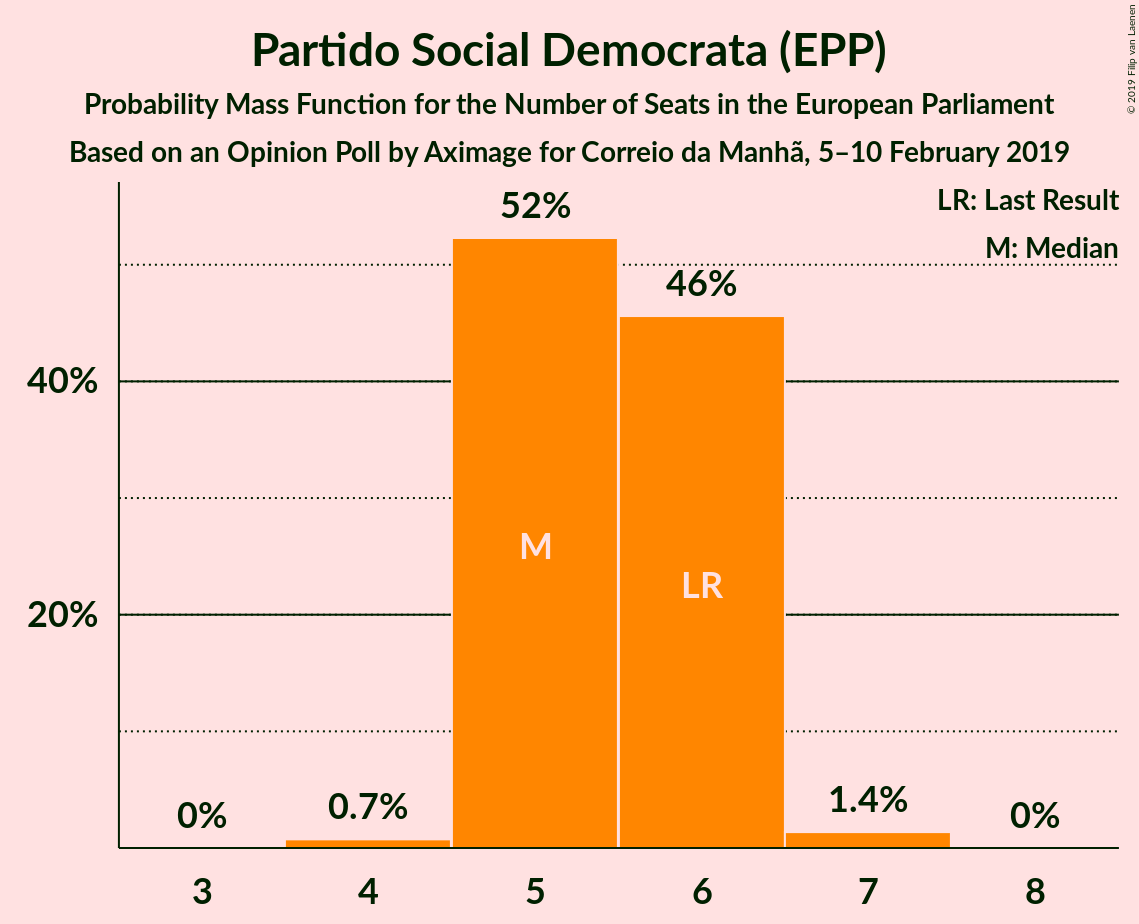 Partido Social Democrata (EPP)
Probability Mass Function for the Number of Seats in the European Parliament
Based on an Opinion Poll by Aximage for Correio da Manhã, 5–10 February 2019
© 2019 Filip van Laenen
LR: Last Result
M: Median
52%
46%
40%
M
LR
20%
0%
0.7%
1.4%
0%
3
4
5
6
7
8